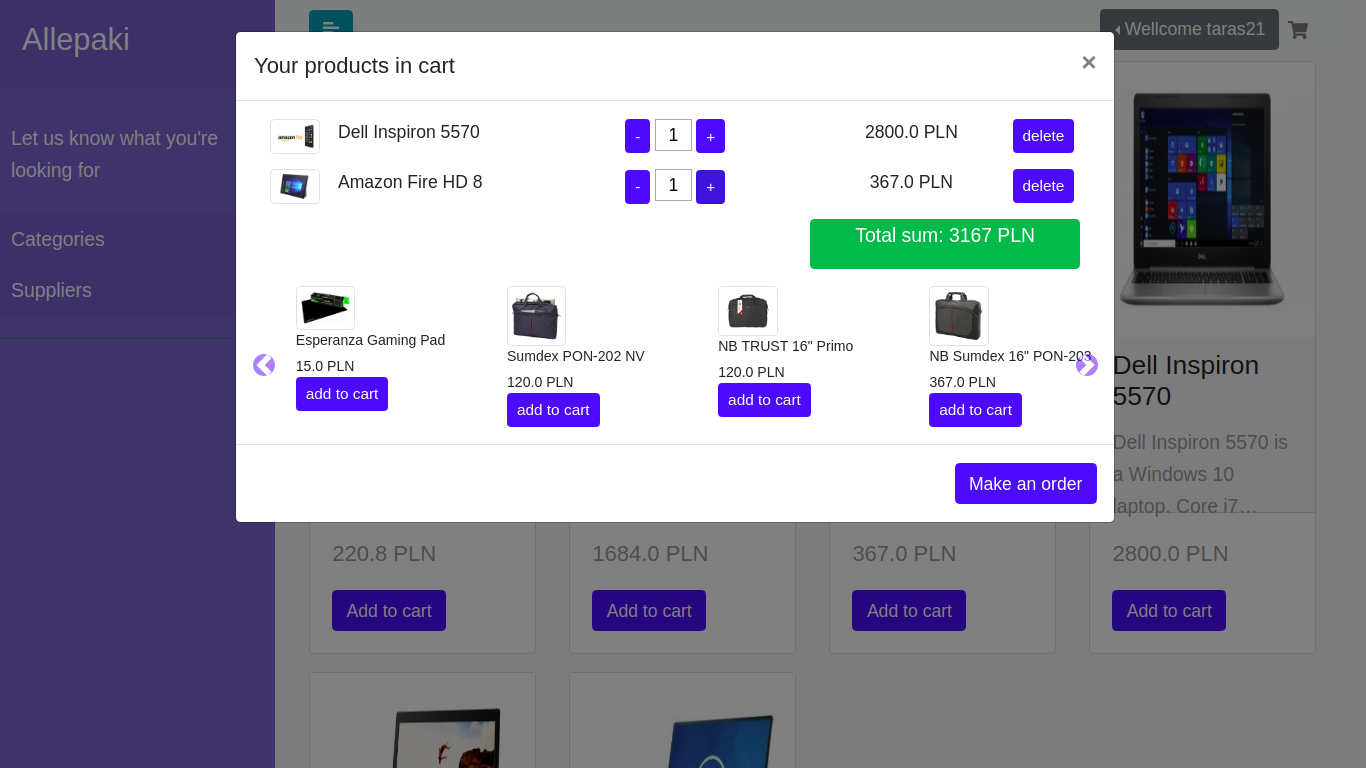 Allepaki
Wellcome taras21
Let us know what you're
looking for
Categories
Suppliers
Your products in cart
×
Dell Inspiron 5570
-
1
+
2800.0 PLN
delete
Amazon Fire HD 8
-
1
+
367.0 PLN
delete
Total sum: 3167 PLN
Esperanza Gaming Pad
15.0 PLN
add to cart
Sumdex PON-202 NV
120.0 PLN
add to cart
NB TRUST 16" Primo
120.0 PLN
add to cart
NB Sumdex 16" PON-203
367.0 PLN
add to cart
Make an order
Dell Inspiron
5570
Dell Inspiron 5570 is
a Windows 10
laptop. Core i7…
220.8 PLN
Add to cart
1684.0 PLN
Add to cart
367.0 PLN
Add to cart
2800.0 PLN
Add to cart